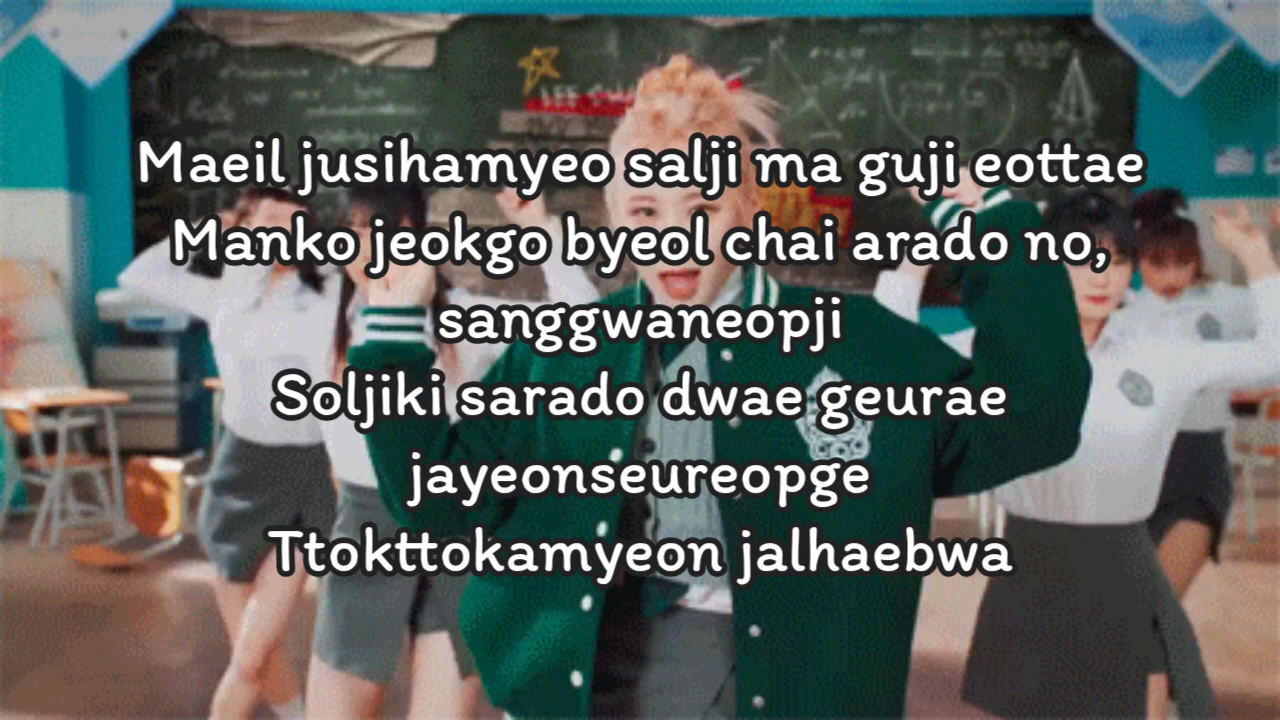 Maeil jusihamyeo salji ma guji eottae
Manko jeokgo byeol chai arado no,
sanggwaneopji
Soljiki sarado dwae geurae
jayeonseureopge
Ttokttokamyeon jalhaebwa